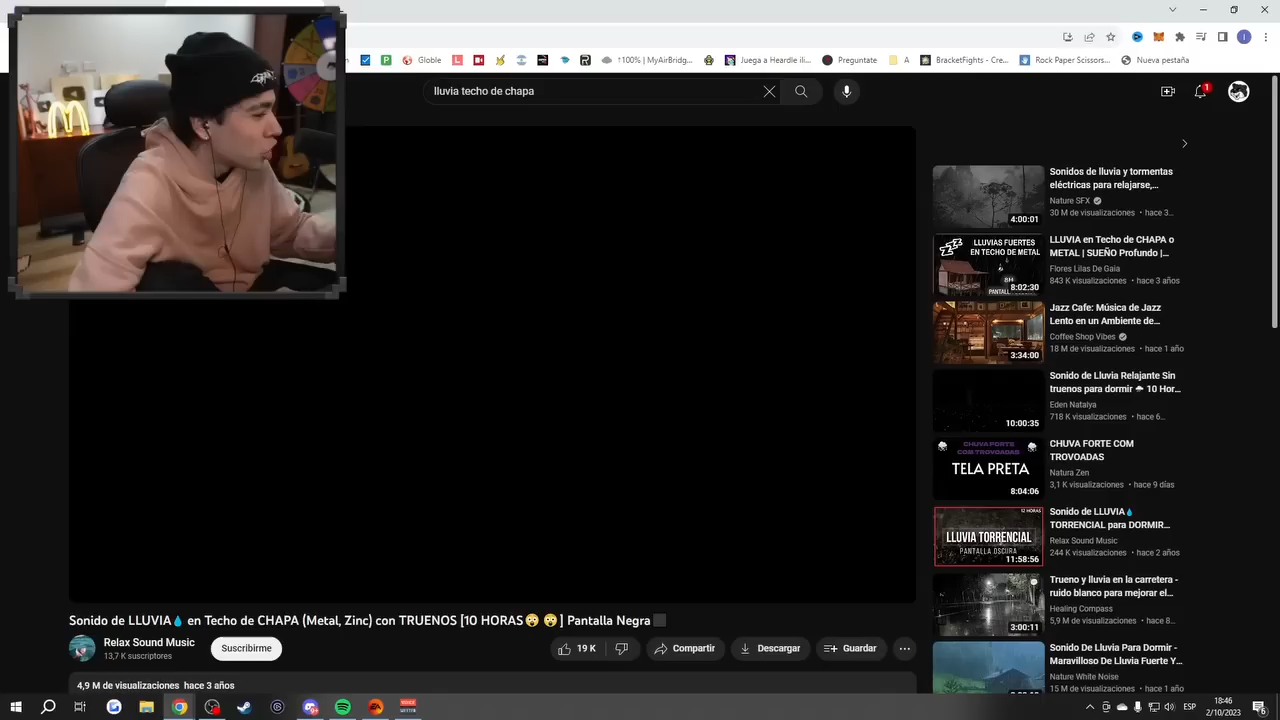 Globle
↑100% | MyAirBridg...
Juega a Heardle ili...
Preguntate
A
BracketFights - Cre...
Rock Paper Scissors...
Nueva pestaña
lluvia techo de chapa
1
Sonidos de lluvia y tormentas
eléctricas para relajarse,...
Nature SFX
30 M de visualizaciones • hace 3...
4:00:01
LLUVIAS FUERTES
EN TECHO DE METAL
8H
8:02:30
LLUVIA en Techo de CHAPA o
METAL | SUEÑO Profundo |...
Flores Lilas De Gaia
843 K visualizaciones • hace 3 años
Jazz Cafe: Música de Jazz
Lento en un Ambiente de...
Coffee Shop Vibes
18 M de visualizaciones • hace 1 año
3:34:00
Sonido de Lluvia Relajante Sin
truenos para dormir 🌧 10 Hor...
Eden Natalya
718 K visualizaciones • hace 6...
10:00:35
CHUVA FORTE
COM TROVOADAS
TELA PRETA
8:04:06
CHUVA FORTE COM
TROVOADAS
Natura Zen
3,1 K visualizaciones • hace 9 días
12 HORAS
LLUVIA TORRENCIAL
PANTALLA OSCURA
11:58:56
Sonido de LLUVIA💧
TORRENCIAL para DORMIR...
Relax Sound Music
244 K visualizaciones • hace 2 años
Trueno y lluvia en la carretera -
ruido blanco para mejorar el...
Healing Compass
5,9 M de visualizaciones • hace 8...
3:00:11
Sonido De Lluvia Para Dormir -
Maravilloso De Lluvia Fuerte Y...
Nature White Noise
15 M de visualizaciones • hace 1 año
Sonido de LLUVIA💧 en Techo de CHAPA (Metal, Zinc) con TRUENOS [10 HORAS😴 😴] Pantalla Negra⬛
Relax Sound Music
13,7 K suscriptores
Suscribirme
19 K
Compartir
Descargar
Guardar
4,9 M de visualizaciones hace 3 años
ESP
18:46
2/10/2023
6